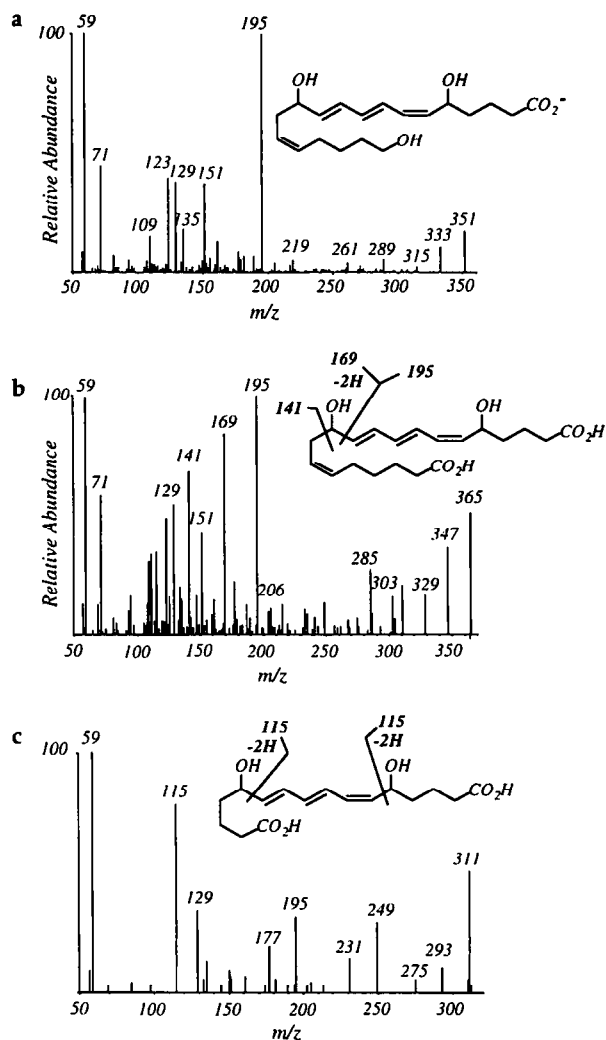 a
100
59
195
OH
OH
CO₂⁻
OH
71
123
129
151
109
135
219
261
289
315
333
351
Relative Abundance
50
100
150
200
250
300
350
m/z
b
100
59
195
169
-2H
195
141
OH
OH
CO₂H
CO₂H
169
141
71
129
151
206
285
303
329
347
365
Relative Abundance
50
100
150
200
250
300
350
m/z
c
100
59
115
-2H
115
-2H
OH
OH
CO₂H
CO₂H
115
129
177
195
231
249
275
293
311
50
100
150
200
250
300
m/z